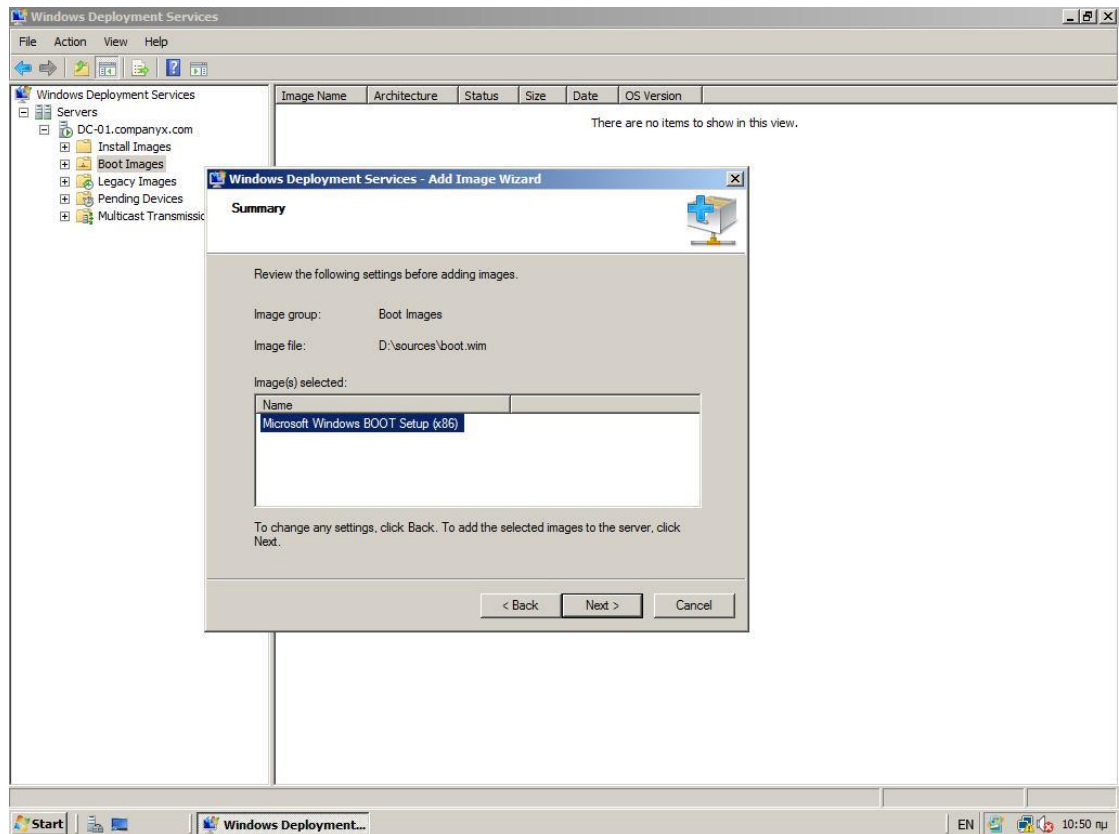 Windows Deployment Services
File Action View Help
Windows Deployment Services
Servers
DC-01.companyx.com
Install Images
Boot Images
Legacy Images
Pending Devices
Multicast Transmissic
Image Name Architecture Status Size Date OS Version
There are no items to show in this view.
Windows Deployment Services - Add Image Wizard
Summary
Review the following settings before adding images.
Image group: Boot Images
Image file: D:\sources\boot.wim
Image(s) selected:
Name
Microsoft Windows BOOT Setup (x86)
To change any settings, click Back. To add the selected images to the server, click
Next.
< Back Next > Cancel
Start Windows Deployment... EN 10:50 πμ